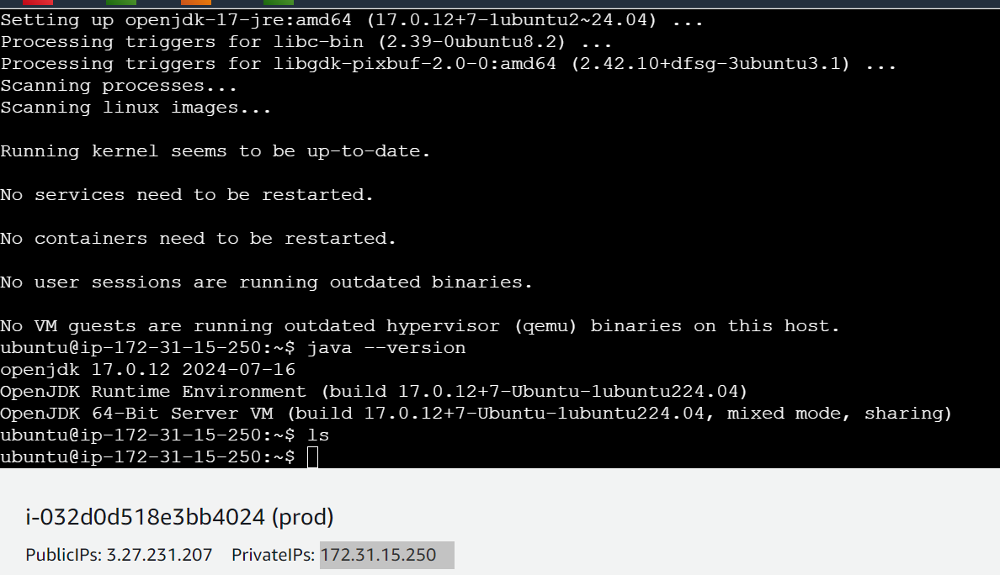 Setting up openjdk-17-jre:amd64 (17.0.12+7-1ubuntu2~24.04) ...
Processing triggers for libc-bin (2.39-0ubuntu8.2) ...
Processing triggers for libgdk-pixbuf-2.0-0:amd64 (2.42.10+dfsg-3ubuntu3.1) ...
Scanning processes...
Scanning linux images...
Running kernel seems to be up-to-date.
No services need to be restarted.
No containers need to be restarted.
No user sessions are running outdated binaries.
No VM guests are running outdated hypervisor (qemu) binaries on this host.
ubuntu@ip-172-31-15-250:~$ java --version
openjdk 17.0.12 2024-07-16
OpenJDK Runtime Environment (build 17.0.12+7-Ubuntu-1ubuntu224.04)
OpenJDK 64-Bit Server VM (build 17.0.12+7-Ubuntu-1ubuntu224.04, mixed mode, sharing)
ubuntu@ip-172-31-15-250:~$ ls
ubuntu@ip-172-31-15-250:~$
i-032d0d518e3bb4024 (prod)
PublicIPs: 3.27.231.207 PrivateIPs: 172.31.15.250